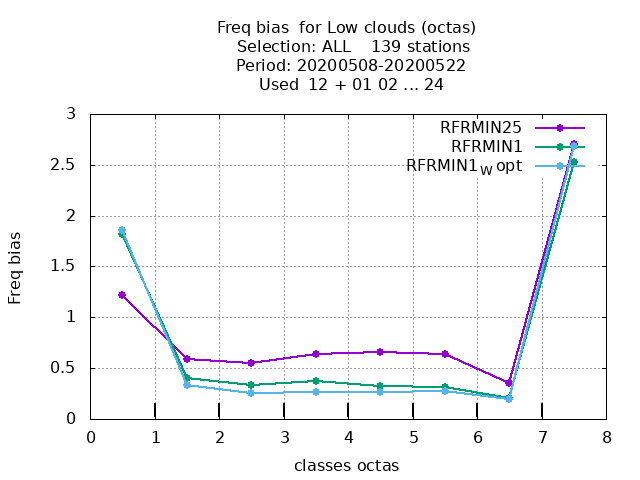 Freq bias  for Low clouds (octas)
Selection: ALL    139 stations
Period: 20200508-20200522
Used  12 + 01 02 ... 24
RFRMIN25
RFRMIN1
RFRMIN1W opt
3
2.5
2
1.5
1
0.5
0
Freq bias
0 1 2 3 4 5 6 7 8
classes octas